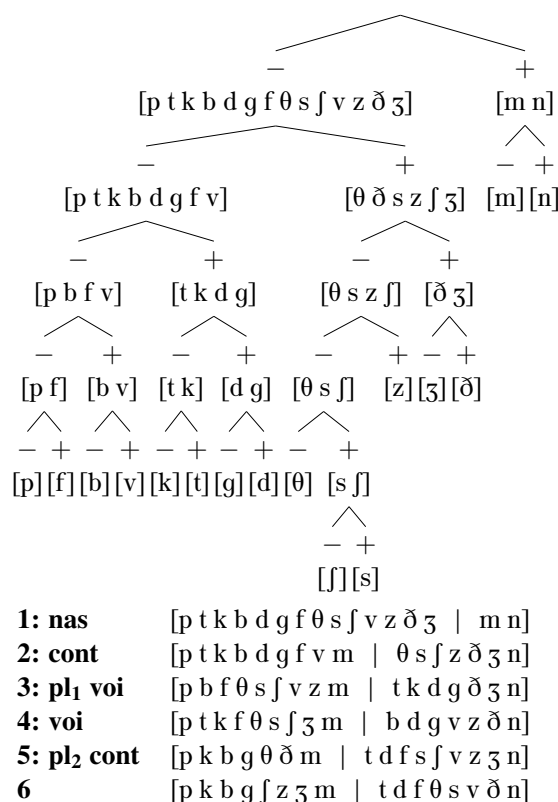 − +
[p t k b d ɡ f θ s ʃ v z ð ʒ] [m n]
− + − +
[p t k b d ɡ f v] [θ ð s z ʃ ʒ] [m] [n]
− + − +
[p b f v] [t k d ɡ] [θ s z ʃ] [ð ʒ]
− + − + − + − +
[p f] [b v] [t k] [d ɡ] [θ s ʃ] [z] [ʒ] [ð]
− + − + − + − + − +
[p] [f] [b] [v] [k] [t] [ɡ] [d] [θ] [s ʃ]
− +
[ʃ] [s]
1: nas [p t k b d ɡ f θ s ʃ v z ð ʒ | m n]
2: cont [p t k b d ɡ f v m | θ s ʃ z ð ʒ n]
3: pl₁ voi [p b f θ s ʃ v z m | t k d ɡ ð ʒ n]
4: voi [p t k f θ s ʃ ʒ m | b d ɡ v z ð n]
5: pl₂ cont [p k b ɡ θ ð m | t d f s ʃ v z ʒ n]
6 [p k b ɡ ʃ z ʒ m | t d f θ s v ð n]